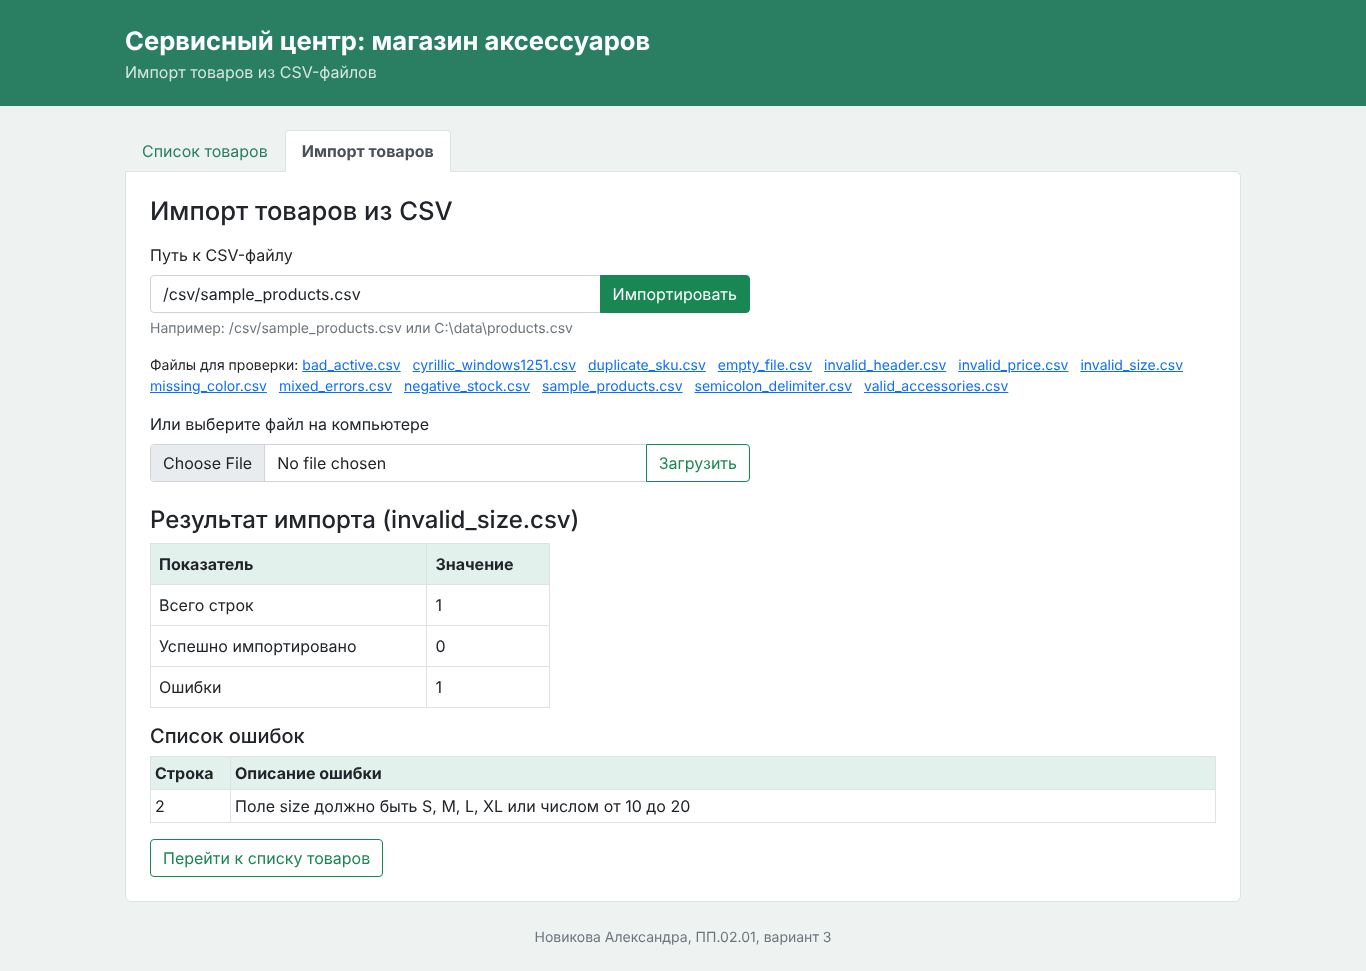 Сервисный центр: магазин аксессуаров
Импорт товаров из CSV-файлов
Список товаров Импорт товаров
Импорт товаров из CSV
Путь к CSV-файлу
/csv/sample_products.csv Импортировать
Например: /csv/sample_products.csv или C:\data\products.csv
Файлы для проверки: bad_active.csv cyrillic_windows1251.csv duplicate_sku.csv empty_file.csv invalid_header.csv invalid_price.csv invalid_size.csv
missing_color.csv mixed_errors.csv negative_stock.csv sample_products.csv semicolon_delimiter.csv valid_accessories.csv
Или выберите файл на компьютере
Choose File No file chosen Загрузить
Результат импорта (invalid_size.csv)
Показатель Значение
Всего строк 1
Успешно импортировано 0
Ошибки 1
Список ошибок
Строка Описание ошибки
2 Поле size должно быть S, M, L, XL или числом от 10 до 20
Перейти к списку товаров
Новикова Александра, ПП.02.01, вариант 3